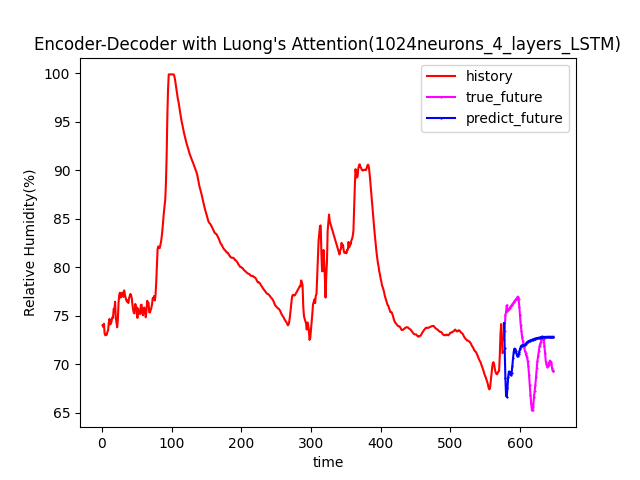 Encoder-Decoder with Luong's Attention(1024neurons_4_layers_LSTM)
history
true_future
predict_future
Relative Humidity(%)
100
95
90
85
80
75
70
65
0 100 200 300 400 500 600
time